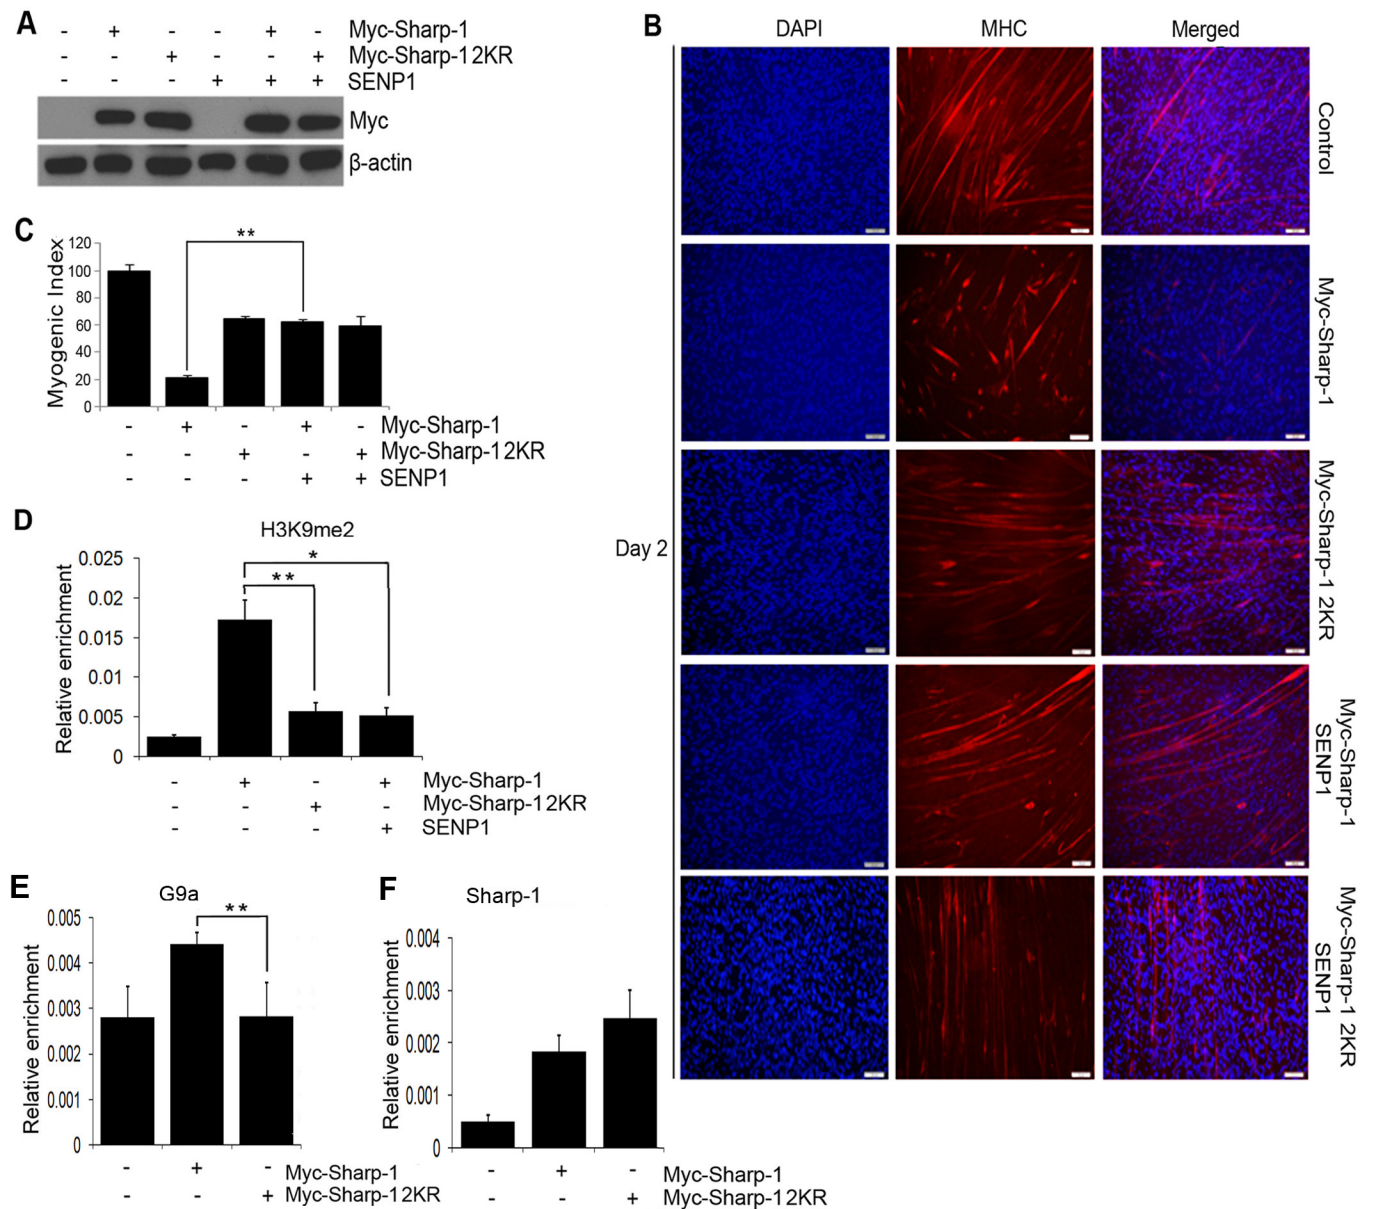 A
- + - - + - Myc-Sharp-1
- - + - - + Myc-Sharp-12KR
- - - + + + SENP1
Myc
β-actin
B
DAPI MHC Merged
Control
Myc-Sharp-1
Myc-Sharp-1 2KR
Myc-Sharp-1
SENP1
Myc-Sharp-1 2KR
SENP1
Day 2
C
**
Myogenic Index
120
100
80
60
40
20
0
- + - + - Myc-Sharp-1
- - + - + Myc-Sharp-12KR
- - - + + SENP1
D
H3K9me2
*
**
Relative enrichment
0.025
0.02
0.015
0.01
0.005
0
- + - + Myc-Sharp-1
- - + - Myc-Sharp-12KR
- - - + SENP1
E
G9a
**
Relative enrichment
0.005
0.004
0.003
0.002
0.001
0
- + - Myc-Sharp-1
- - + Myc-Sharp-12KR
F
Sharp-1
Relative enrichment
0.004
0.003
0.002
0.001
0
- + - Myc-Sharp-1
- - + Myc-Sharp-12KR